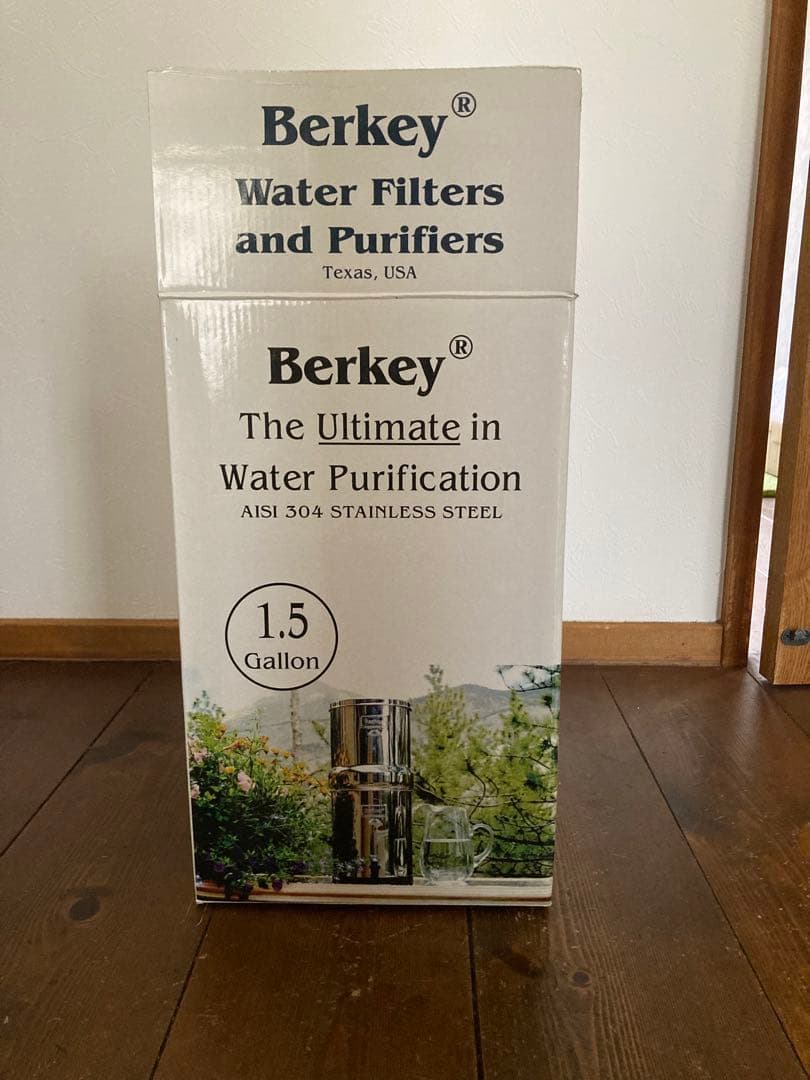 Berkey®
Water Filters
and Purifiers
Texas, USA
Berkey®
The Ultimate in
Water Purification
AISI 304 STAINLESS STEEL
1.5
Gallon